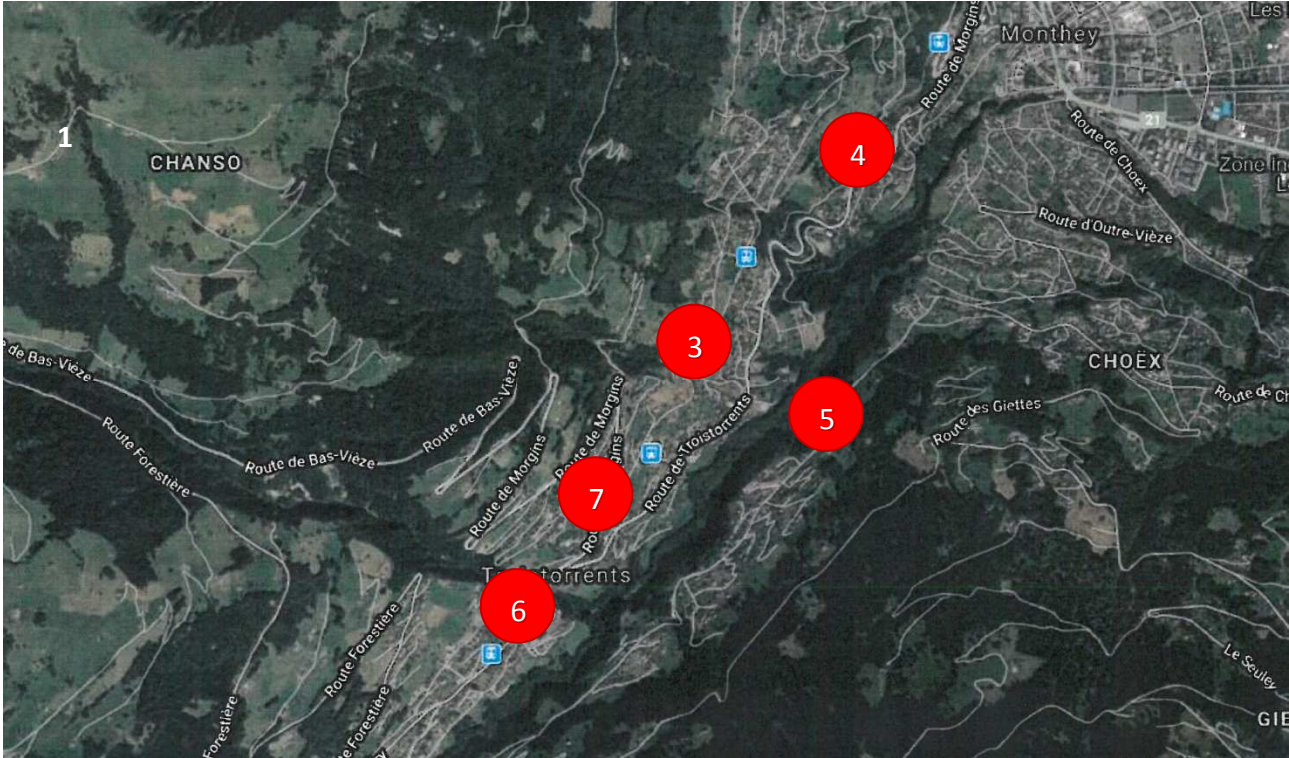 Les
Monthey
Route de Morgins
21
Route de Choëx
1
CHANSO
4
Zone In
Route d'Outre-Vièze
3
CHOËX
de Bas-Vièze
Route de Bas-Vièze
Route de Morgins
Route de Ch
5
Route des Giettes
Route Forestière
Route de Bas-Vièze
Route de Morgins
gins
Route de Troistorrents
7
Troistorrents
6
Route Forestière
Forestière
Forestière
Le Seuley
GIE